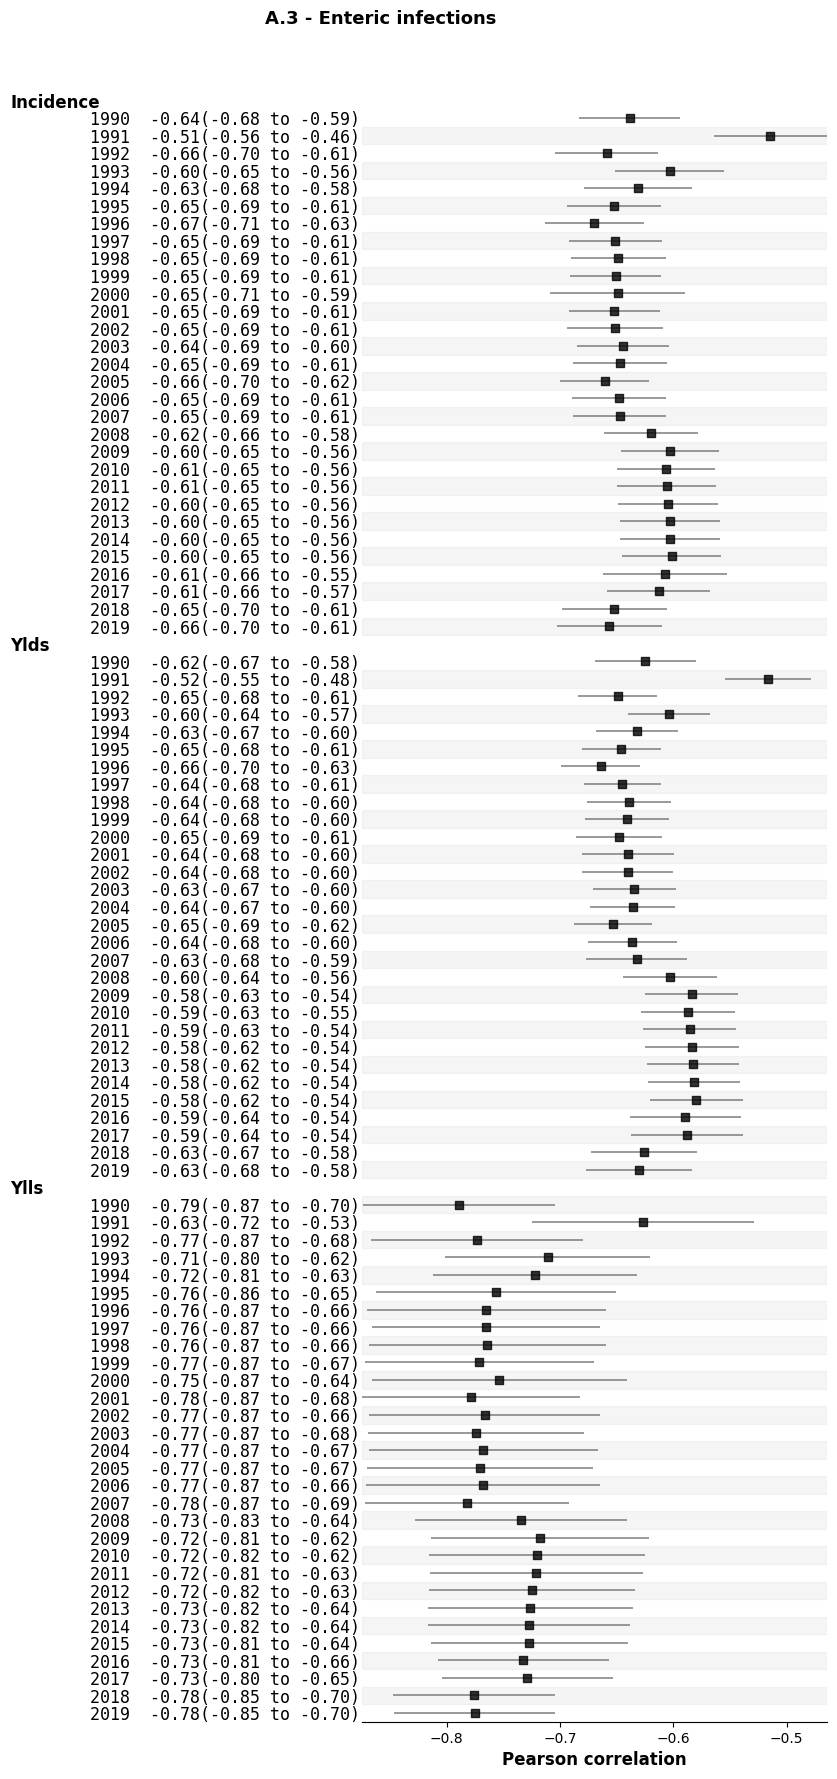 A.3 - Enteric infections
Incidence
1990 -0.64(-0.68 to -0.59)
1991 -0.51(-0.56 to -0.46)
1992 -0.66(-0.70 to -0.61)
1993 -0.60(-0.65 to -0.56)
1994 -0.63(-0.68 to -0.58)
1995 -0.65(-0.69 to -0.61)
1996 -0.67(-0.71 to -0.63)
1997 -0.65(-0.69 to -0.61)
1998 -0.65(-0.69 to -0.61)
1999 -0.65(-0.69 to -0.61)
2000 -0.65(-0.71 to -0.59)
2001 -0.65(-0.69 to -0.61)
2002 -0.65(-0.69 to -0.61)
2003 -0.64(-0.69 to -0.60)
2004 -0.65(-0.69 to -0.61)
2005 -0.66(-0.70 to -0.62)
2006 -0.65(-0.69 to -0.61)
2007 -0.65(-0.69 to -0.61)
2008 -0.62(-0.66 to -0.58)
2009 -0.60(-0.65 to -0.56)
2010 -0.61(-0.65 to -0.56)
2011 -0.61(-0.65 to -0.56)
2012 -0.60(-0.65 to -0.56)
2013 -0.60(-0.65 to -0.56)
2014 -0.60(-0.65 to -0.56)
2015 -0.60(-0.65 to -0.56)
2016 -0.61(-0.66 to -0.55)
2017 -0.61(-0.66 to -0.57)
2018 -0.65(-0.70 to -0.61)
2019 -0.66(-0.70 to -0.61)
Ylds
1990 -0.62(-0.67 to -0.58)
1991 -0.52(-0.55 to -0.48)
1992 -0.65(-0.68 to -0.61)
1993 -0.60(-0.64 to -0.57)
1994 -0.63(-0.67 to -0.60)
1995 -0.65(-0.68 to -0.61)
1996 -0.66(-0.70 to -0.63)
1997 -0.64(-0.68 to -0.61)
1998 -0.64(-0.68 to -0.60)
1999 -0.64(-0.68 to -0.60)
2000 -0.65(-0.69 to -0.61)
2001 -0.64(-0.68 to -0.60)
2002 -0.64(-0.68 to -0.60)
2003 -0.63(-0.67 to -0.60)
2004 -0.64(-0.67 to -0.60)
2005 -0.65(-0.69 to -0.62)
2006 -0.64(-0.68 to -0.60)
2007 -0.63(-0.68 to -0.59)
2008 -0.60(-0.64 to -0.56)
2009 -0.58(-0.63 to -0.54)
2010 -0.59(-0.63 to -0.55)
2011 -0.59(-0.63 to -0.54)
2012 -0.58(-0.62 to -0.54)
2013 -0.58(-0.62 to -0.54)
2014 -0.58(-0.62 to -0.54)
2015 -0.58(-0.62 to -0.54)
2016 -0.59(-0.64 to -0.54)
2017 -0.59(-0.64 to -0.54)
2018 -0.63(-0.67 to -0.58)
2019 -0.63(-0.68 to -0.58)
Ylls
1990 -0.79(-0.87 to -0.70)
1991 -0.63(-0.72 to -0.53)
1992 -0.77(-0.87 to -0.68)
1993 -0.71(-0.80 to -0.62)
1994 -0.72(-0.81 to -0.63)
1995 -0.76(-0.86 to -0.65)
1996 -0.76(-0.87 to -0.66)
1997 -0.76(-0.87 to -0.66)
1998 -0.76(-0.87 to -0.66)
1999 -0.77(-0.87 to -0.67)
2000 -0.75(-0.87 to -0.64)
2001 -0.78(-0.87 to -0.68)
2002 -0.77(-0.87 to -0.66)
2003 -0.77(-0.87 to -0.68)
2004 -0.77(-0.87 to -0.67)
2005 -0.77(-0.87 to -0.67)
2006 -0.77(-0.87 to -0.66)
2007 -0.78(-0.87 to -0.69)
2008 -0.73(-0.83 to -0.64)
2009 -0.72(-0.81 to -0.62)
2010 -0.72(-0.82 to -0.62)
2011 -0.72(-0.81 to -0.63)
2012 -0.72(-0.82 to -0.63)
2013 -0.73(-0.82 to -0.64)
2014 -0.73(-0.82 to -0.64)
2015 -0.73(-0.81 to -0.64)
2016 -0.73(-0.81 to -0.66)
2017 -0.73(-0.80 to -0.65)
2018 -0.78(-0.85 to -0.70)
2019 -0.78(-0.85 to -0.70)
−0.8 −0.7 −0.6 −0.5
Pearson correlation